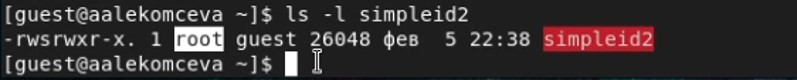 [guest@aalekomceva ~]$ ls -l simpleid2
-rwsrwxr-x. 1 root guest 26048 фев  5 22:38 simpleid2
[guest@aalekomceva ~]$